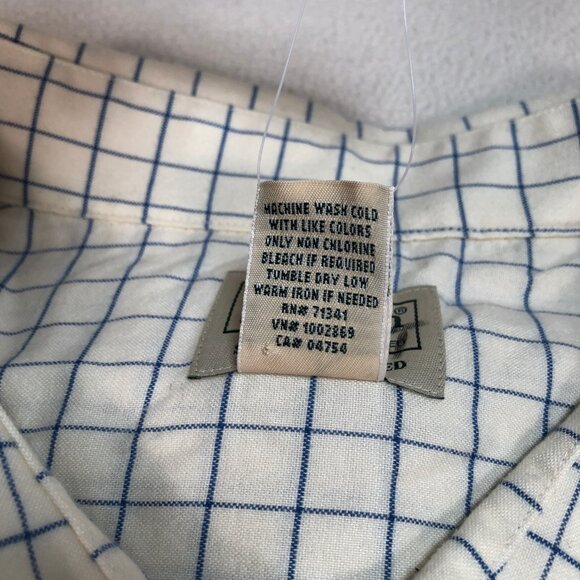 MACHINE WASH COLD
WITH LIKE COLORS
ONLY NON CHLORINE
BLEACH IF REQUIRED
TUMBLE DRY LOW
WARM IRON IF NEEDED
RN# 71341
VN# 1002869
CA# 04754